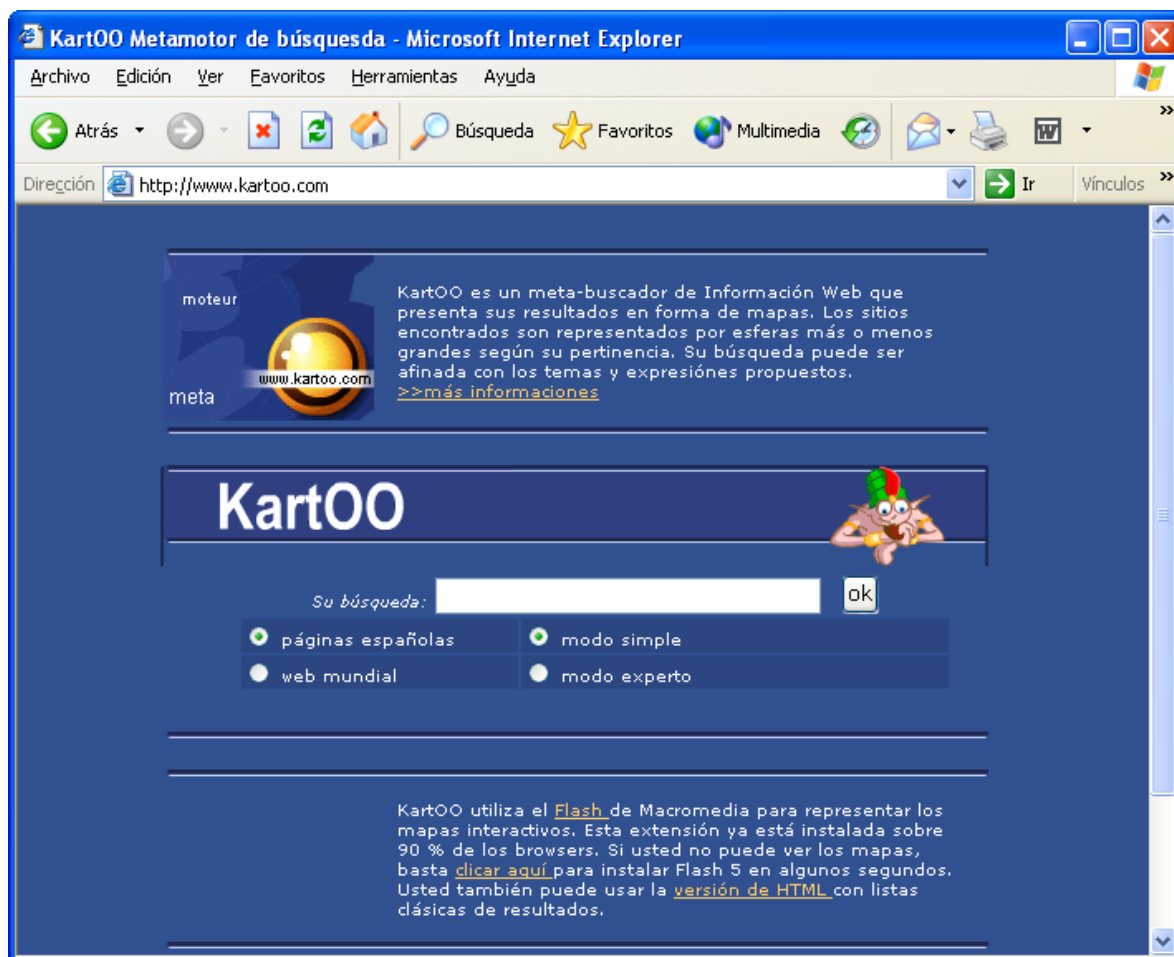 KartOO Metamotor de búsquesda - Microsoft Internet Explorer
Archivo Edición Ver Favoritos Herramientas Ayuda
Atrás Búsqueda Favoritos Multimedia
Dirección http://www.kartoo.com Ir Vínculos
moteur
www.kartoo.com
meta
KartOO es un meta-buscador de Información Web que
presenta sus resultados en forma de mapas. Los sitios
encontrados son representados por esferas más o menos
grandes según su pertinencia. Su búsqueda puede ser
afinada con los temas y expresiónes propuestos.
>>más informaciones
KartOO
Su búsqueda: ok
páginas españolas modo simple
web mundial modo experto
KartOO utiliza el Flash de Macromedia para representar los
mapas interactivos. Esta extensión ya está instalada sobre
90 % de los browsers. Si usted no puede ver los mapas,
basta clicar aquí para instalar Flash 5 en algunos segundos.
Usted también puede usar la versión de HTML con listas
clásicas de resultados.